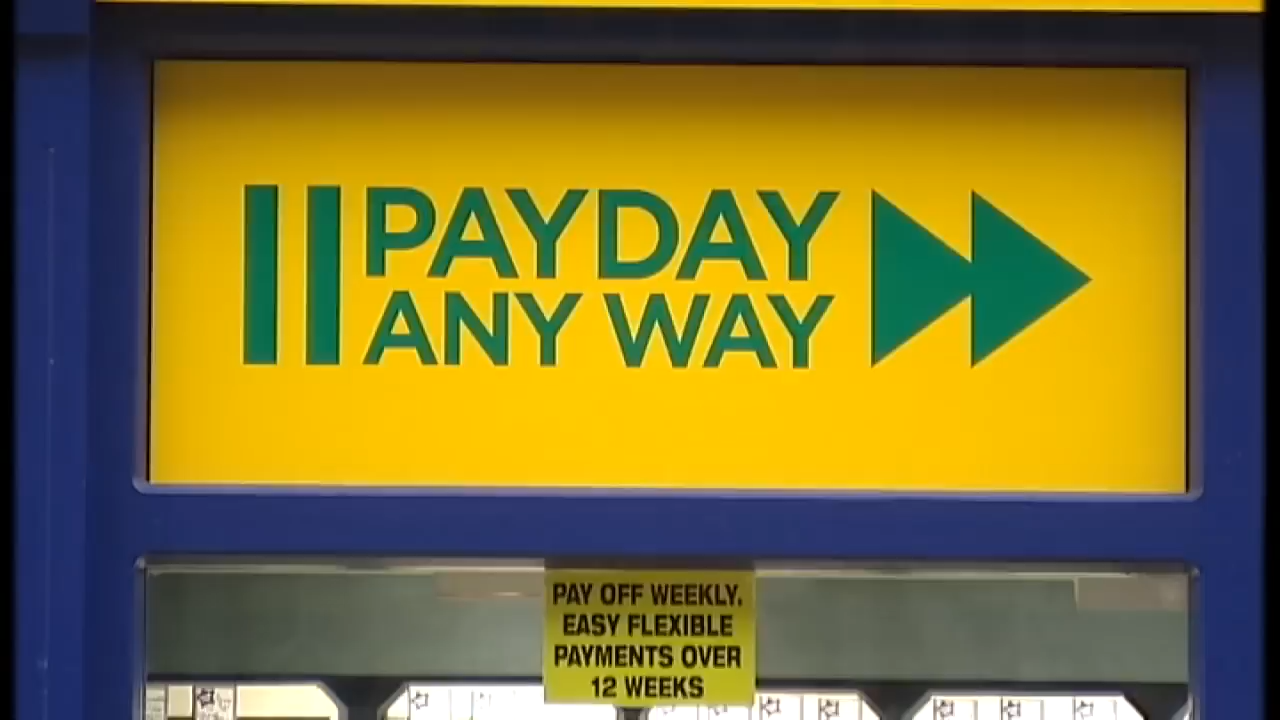 PAYDAY
ANY WAY
PAY OFF WEEKLY.
EASY FLEXIBLE
PAYMENTS OVER
12 WEEKS